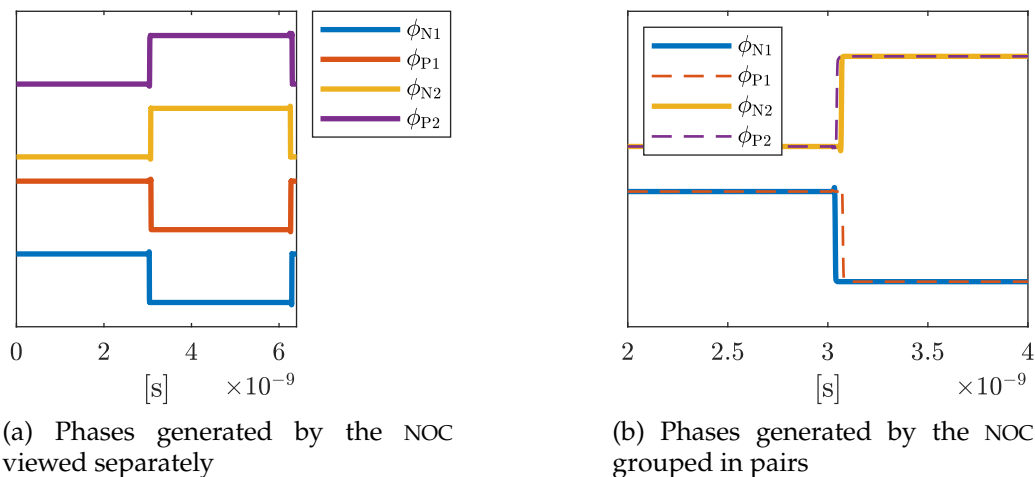 ϕN1
ϕP1
ϕN2
ϕP2
0 2 4 6
[s] ×10⁻⁹
(a) Phases generated by the NOC
viewed separately
ϕN1
ϕP1
ϕN2
ϕP2
2 2.5 3 3.5 4
[s] ×10⁻⁹
(b) Phases generated by the NOC
grouped in pairs